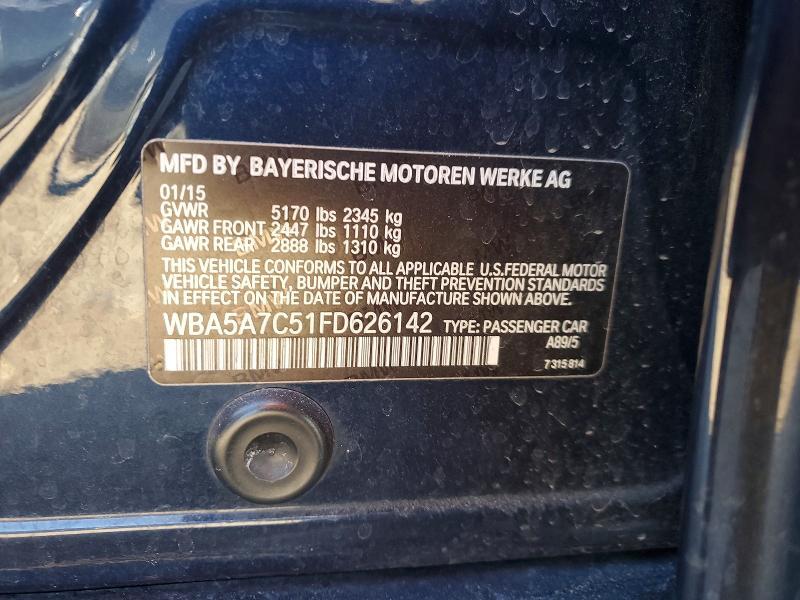 MFD BY BAYERISCHE MOTOREN WERKE AG
01/15
GVWR 5170 lbs 2345 kg
GAWR FRONT 2447 lbs 1110 kg
GAWR REAR 2888 lbs 1310 kg
THIS VEHICLE CONFORMS TO ALL APPLICABLE U.S.FEDERAL MOTOR
VEHICLE SAFETY, BUMPER AND THEFT PREVENTION STANDARDS
IN EFFECT ON THE DATE OF MANUFACTURE SHOWN ABOVE.
WBA5A7C51FD626142 TYPE: PASSENGER CAR
A89/5
7315814